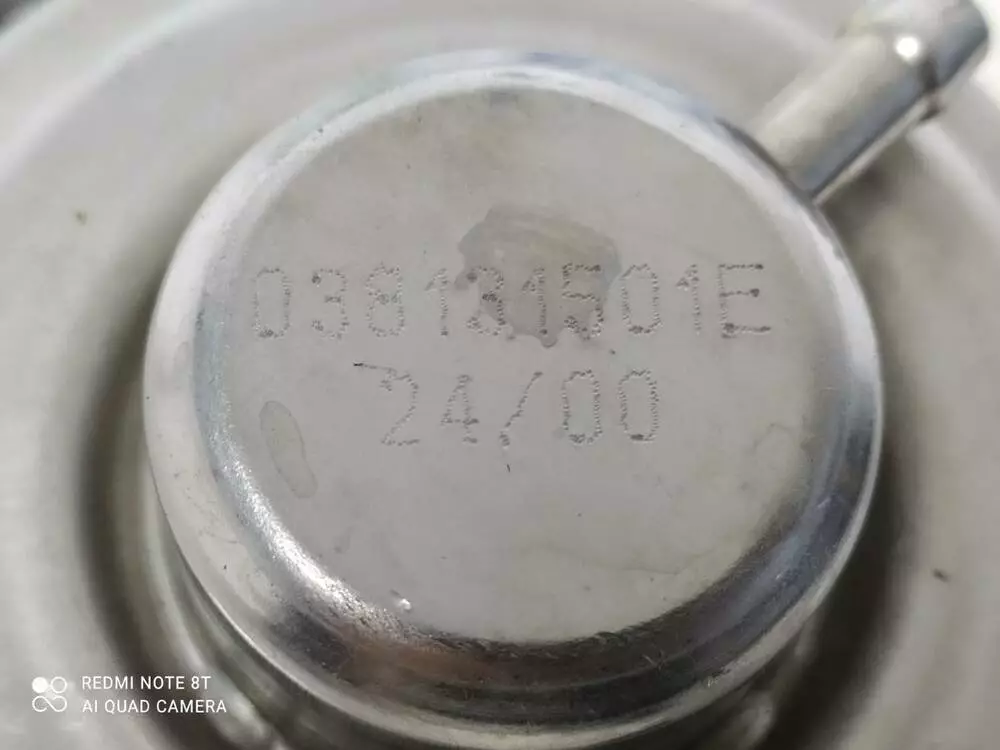 038131501E
24/00
REDMI NOTE 8T
AI QUAD CAMERA